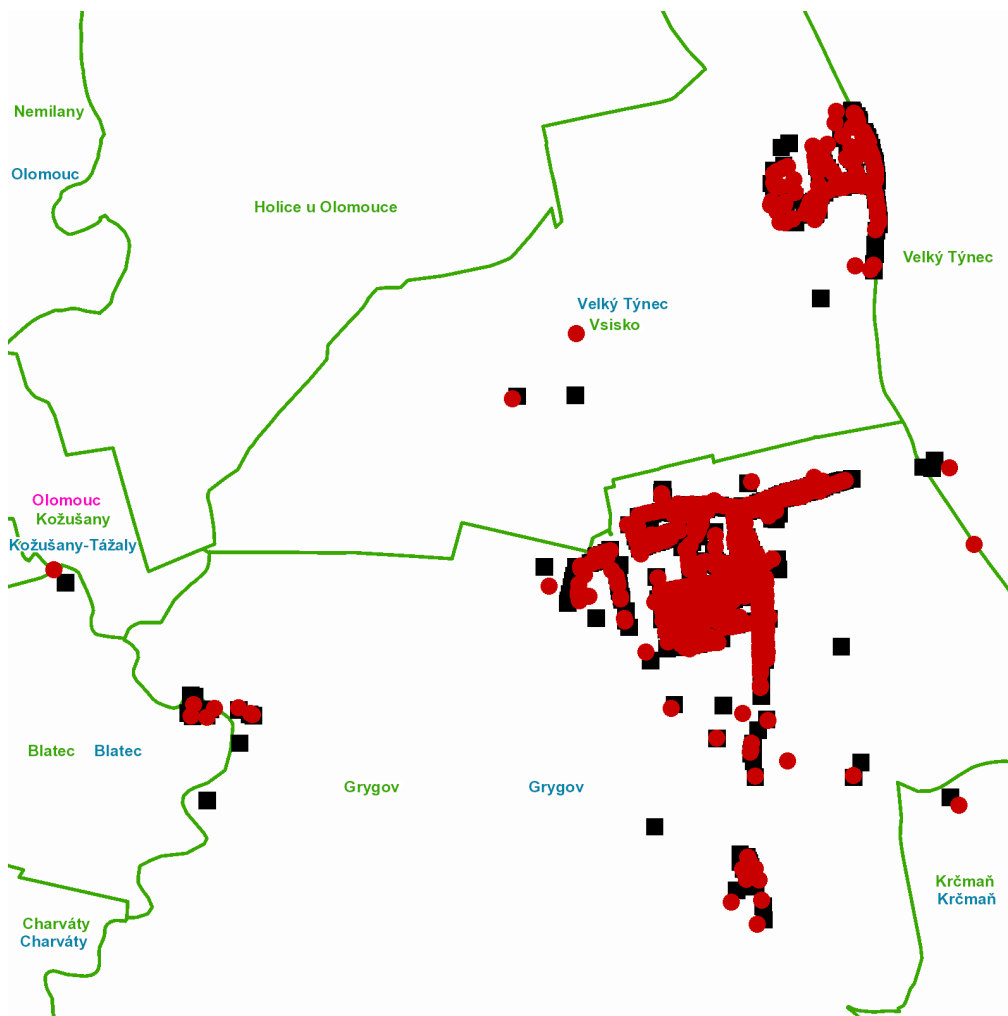 Nemilany
Olomouc
Holice u Olomouce
Velký Týnec
Velký Týnec
Vsisko
Olomouc
Kožušany
Kožušany-Tážaly
Blatec Blatec
Grygov Grygov
Krčmaň
Krčmaň
Charváty
Charváty